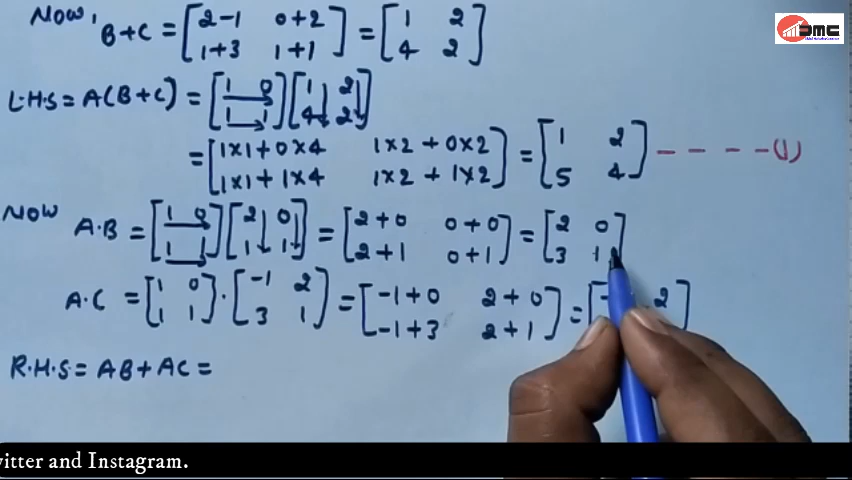 DMC
Now, B+C = [2-1 0+2 1+3 1+1] = [1 2 4 2]
L.H.S = A(B+C) = [1 0 1 1][1 2 4 2]
= [1×1+0×4 1×2+0×2 1×1+1×4 1×2+1×2] = [1 2 5 4] - - - - (1)
Now A.B = [1 0 1 1][2 0 1 1] = [2+0 0+0 2+1 0+1] = [2 0 3 1]
A.C = [1 0 1 1].[-1 2 3 1] = [-1+0 2+0 -1+3 2+1] = [- 2
R.H.S = AB+AC =
itter and Instagram.